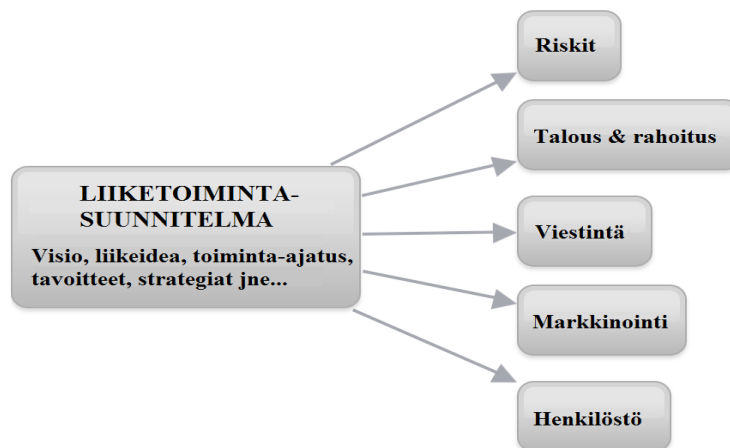 LIIKETOIMINTA-
SUUNNITELMA
Visio, liikeidea, toiminta-ajatus,
tavoitteet, strategiat jne...
Riskit
Talous & rahoitus
Viestintä
Markkinointi
Henkilöstö